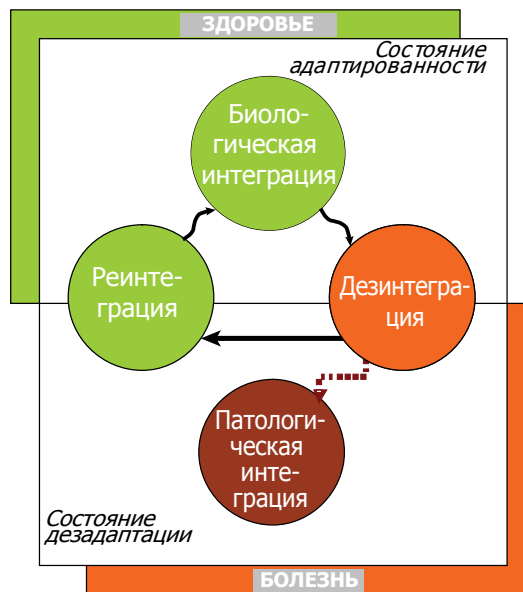 ЗДОРОВЬЕ
Состояние
адаптированности
Биоло-
гическая
интеграция
Реинте-
грация
Дезинтегра-
ция
Патологи-
ческая
инте-
грация
Состояние
дезадаптации
БОЛЕЗНЬ